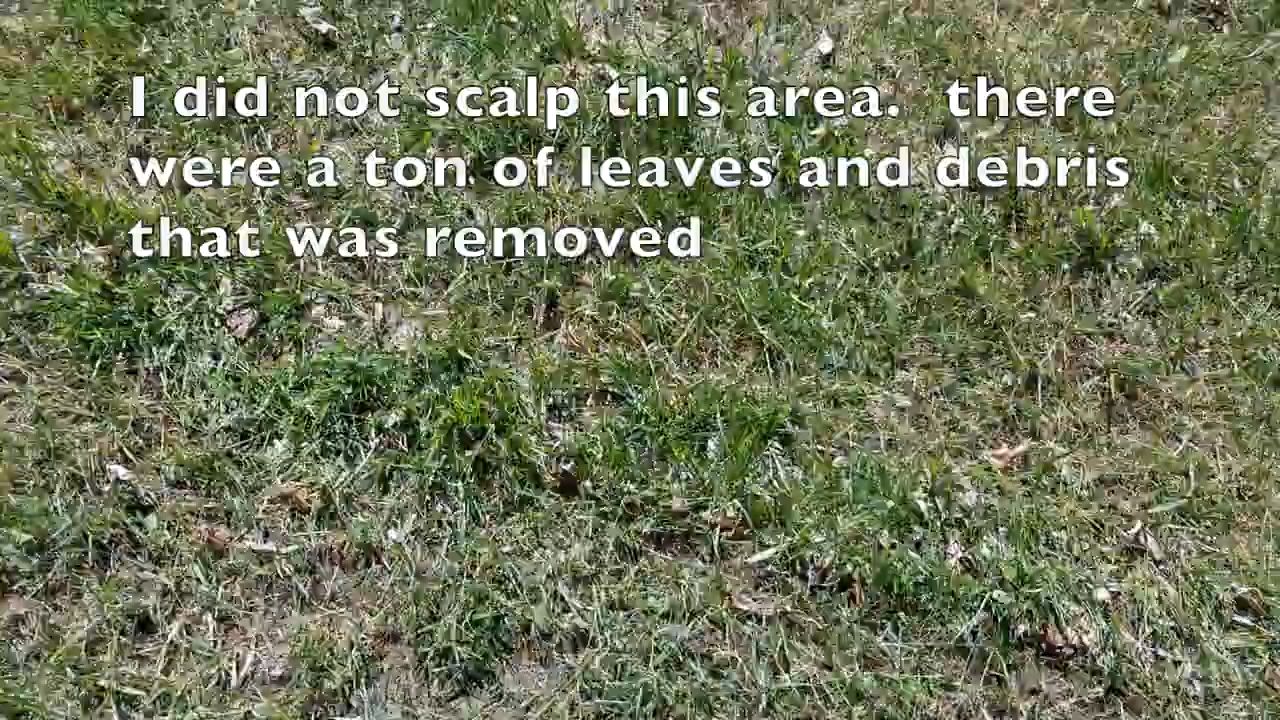 I did not scalp this area.  there
were a ton of leaves and debris
that was removed